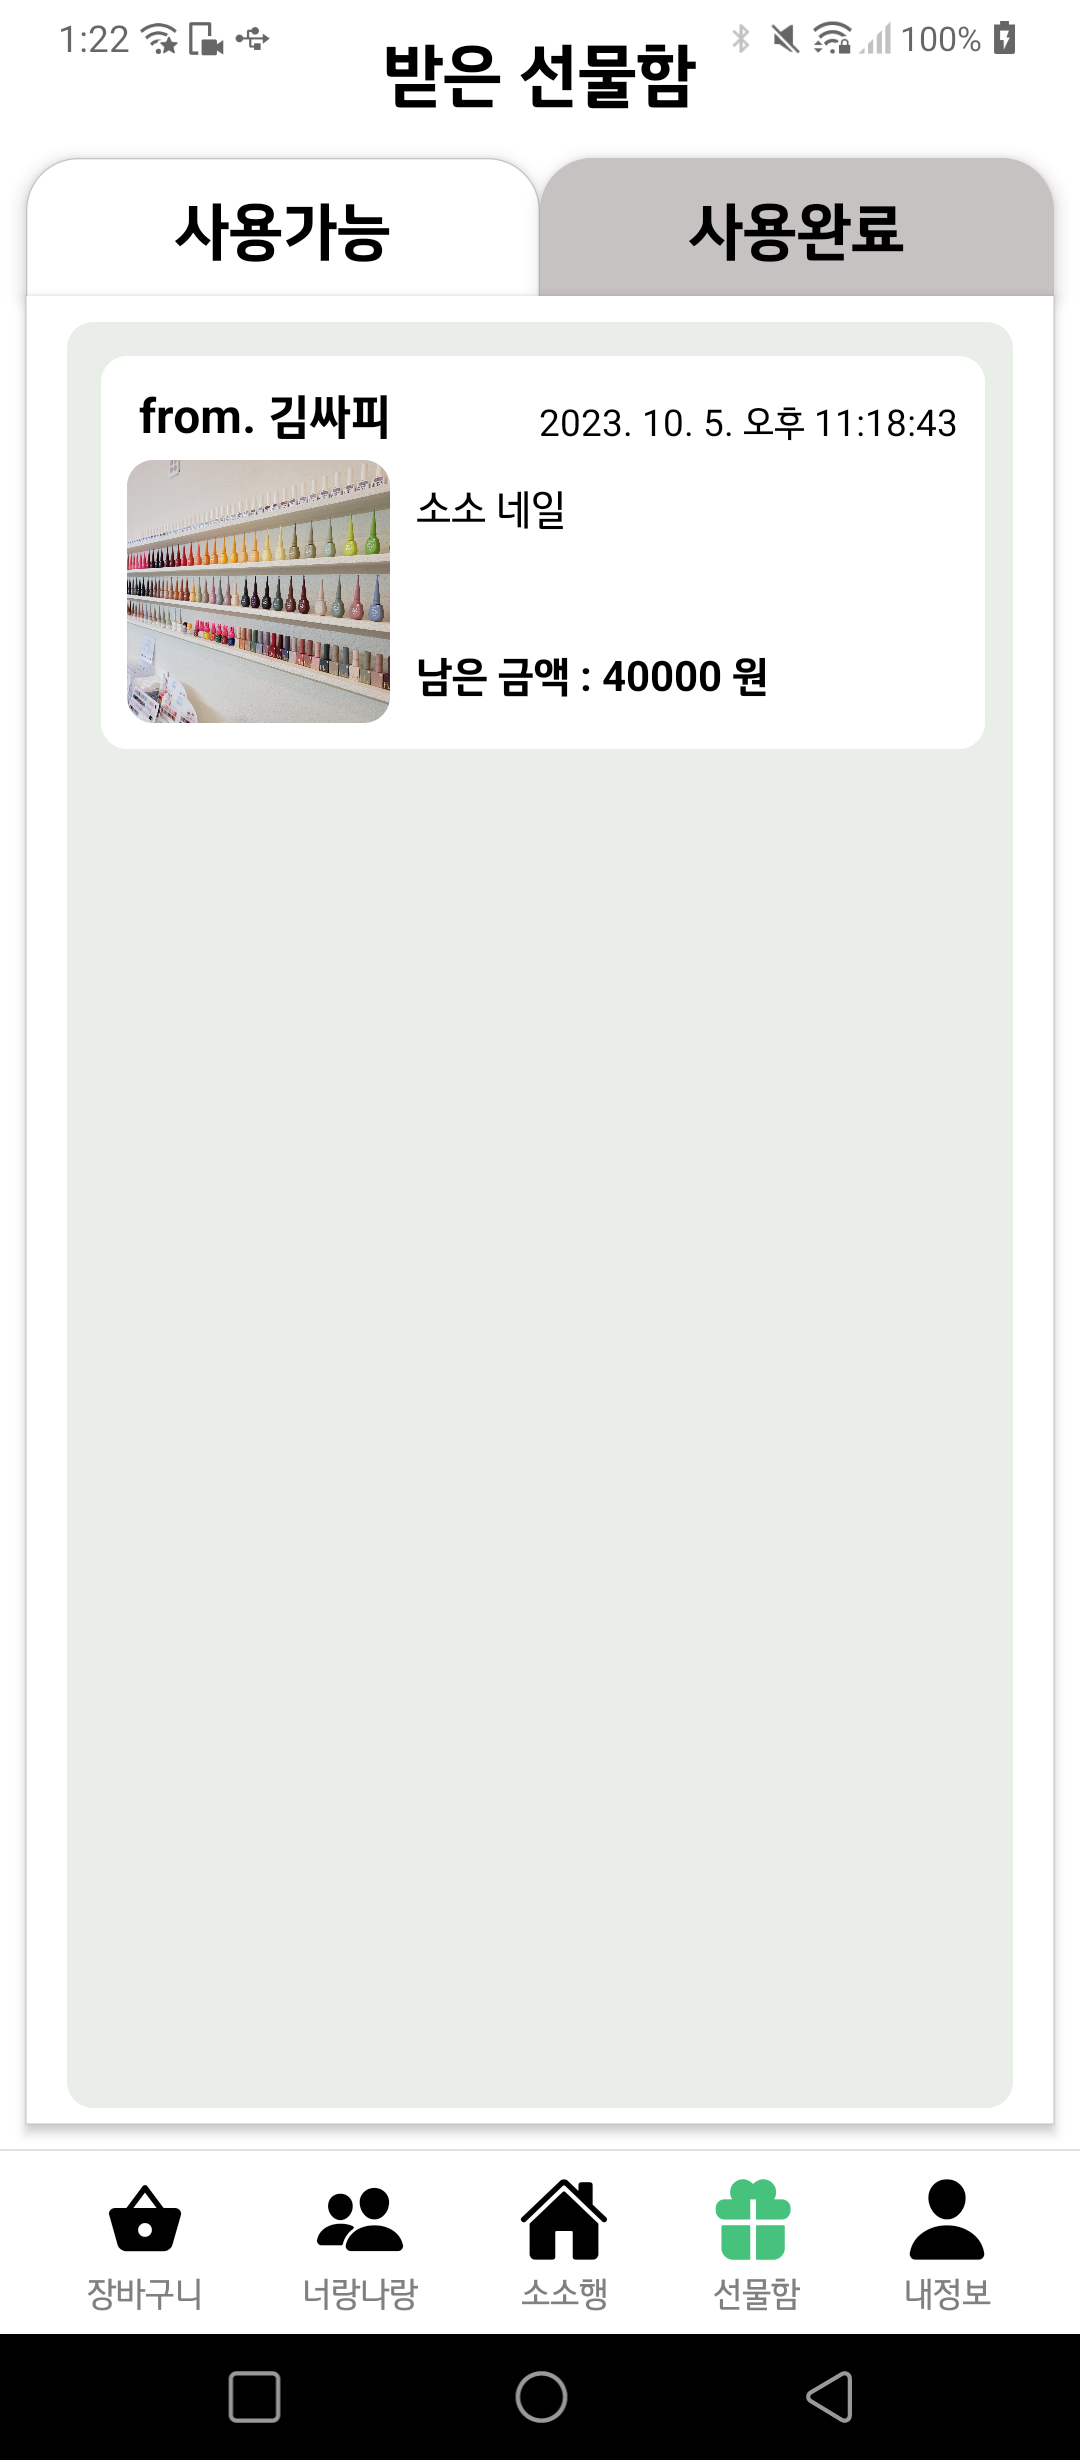 1:22 100%
받은 선물함
사용가능 사용완료
from. 김싸피 2023. 10. 5. 오후 11:18:43
소소 네일
남은 금액 : 40000 원
장바구니 너랑나랑 소소행 선물함 내정보